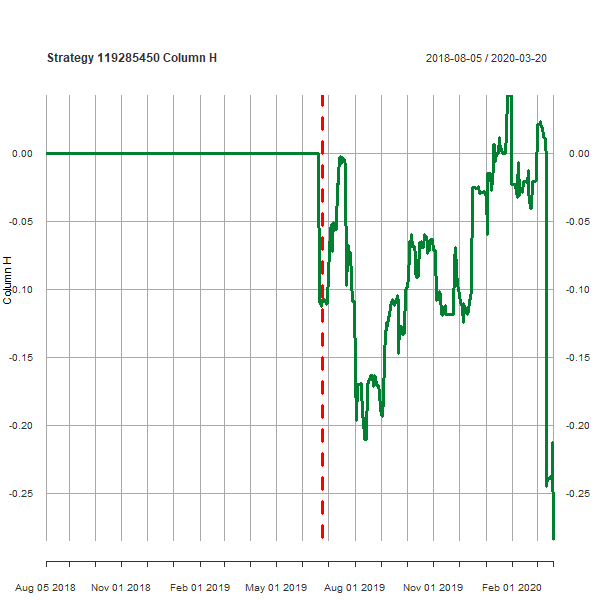 Strategy 119285450 Column H
2018-08-05 / 2020-03-20
0.00
0.00
-0.05
-0.05
-0.10
-0.10
-0.15
-0.15
-0.20
-0.20
-0.25
-0.25
Column H
Aug 05 2018
Nov 01 2018
Feb 01 2019
May 01 2019
Aug 01 2019
Nov 01 2019
Feb 01 2020